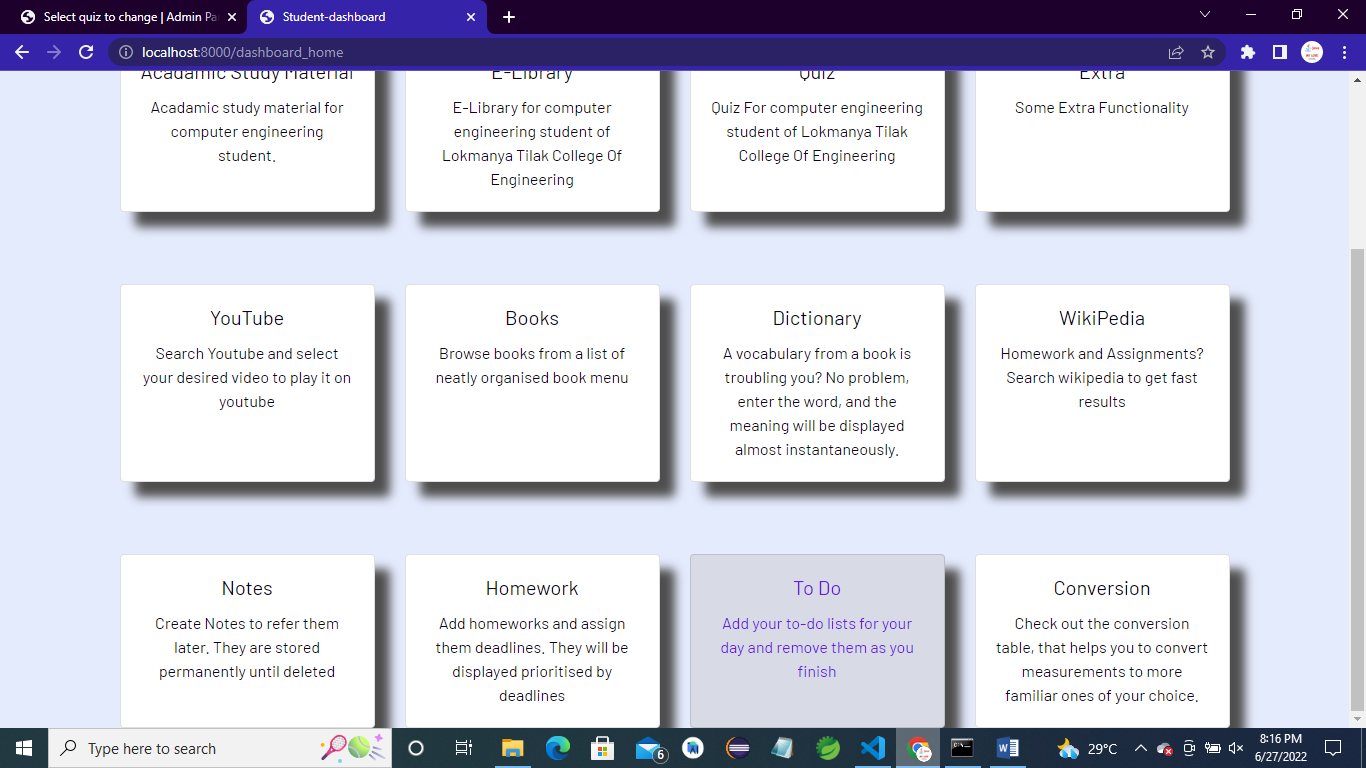 Select quiz to change | Admin Pa
Student-dashboard
localhost:8000/dashboard_home
Acadamic Study Material
Acadamic study material for
computer engineering
student.
E-Library
E-Library for computer
engineering student of
Lokmanya Tilak College Of
Engineering
Quiz
Quiz For computer engineering
student of Lokmanya Tilak
College Of Engineering
Extra
Some Extra Functionality
YouTube
Search Youtube and select
your desired video to play it on
youtube
Books
Browse books from a list of
neatly organised book menu
Dictionary
A vocabulary from a book is
troubling you? No problem,
enter the word, and the
meaning will be displayed
almost instantaneously.
WikiPedia
Homework and Assignments?
Search wikipedia to get fast
results
Notes
Create Notes to refer them
later. They are stored
permanently until deleted
Homework
Add homeworks and assign
them deadlines. They will be
displayed prioritised by
deadlines
To Do
Add your to-do lists for your
day and remove them as you
finish
Conversion
Check out the conversion
table, that helps you to convert
measurements to more
familiar ones of your choice.
Type here to search
6
29°C
8:16 PM
6/27/2022